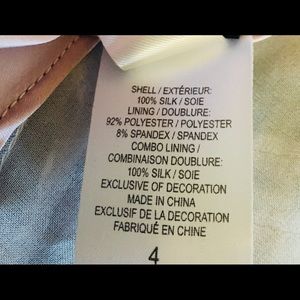 SHELL / EXTÉRIEUR:
100% SILK / SOIE
LINING / DOUBLURE:
92% POLYESTER / POLYESTER
8% SPANDEX / SPANDEX
COMBO LINING /
COMBINAISON DOUBLURE:
100% SILK / SOIE
EXCLUSIVE OF DECORATION
MADE IN CHINA
EXCLUSIF DE LA DECORATION
FABRIQUÉ EN CHINE
4